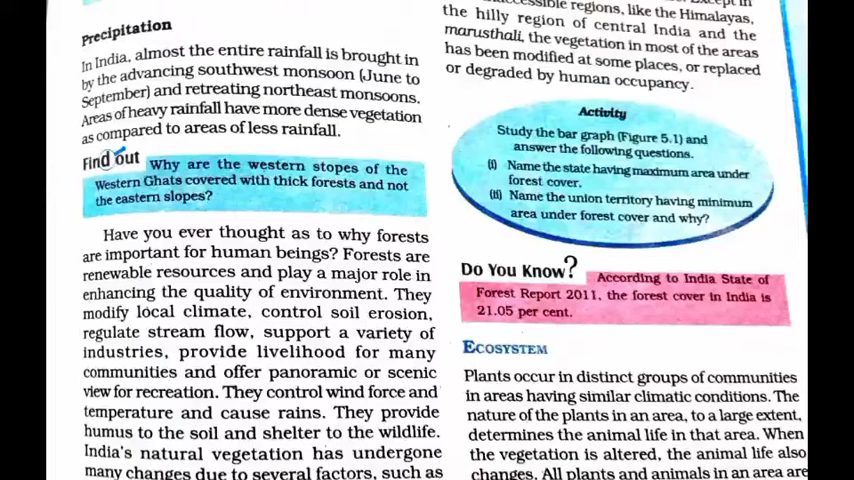 Precipitation
In India, almost the entire rainfall is brought in
by the advancing southwest monsoon (June to
September) and retreating northeast monsoons.
Areas of heavy rainfall have more dense vegetation
as compared to areas of less rainfall.
Find out Why are the western stopes of the
Western Ghats covered with thick forests and not
the eastern slopes?
Have you ever thought as to why forests
are important for human beings? Forests are
renewable resources and play a major role in
enhancing the quality of environment. They
modify local climate, control soil erosion,
regulate stream flow, support a variety of
industries, provide livelihood for many
communities and offer panoramic or scenic
view for recreation. They control wind force and
temperature and cause rains. They provide
humus to the soil and shelter to the wildlife.
India's natural vegetation has undergone
many changes due to several factors, such as
regions, like the Himalayas,
the hilly region of central India and the
marusthali, the vegetation in most of the areas
has been modified at some places, or replaced
or degraded by human occupancy.
Activity
Study the bar graph (Figure 5.1) and
answer the following questions.
(i) Name the state having maximum area under
forest cover.
(ii) Name the union territory having minimum
area under forest cover and why?
Do You Know? According to India State of
Forest Report 2011, the forest cover in India is
21.05 per cent.
ECOSYSTEM
Plants occur in distinct groups of communities
in areas having similar climatic conditions. The
nature of the plants in an area, to a large extent,
determines the animal life in that area. When
the vegetation is altered, the animal life also
changes. All plants and animals in an area are